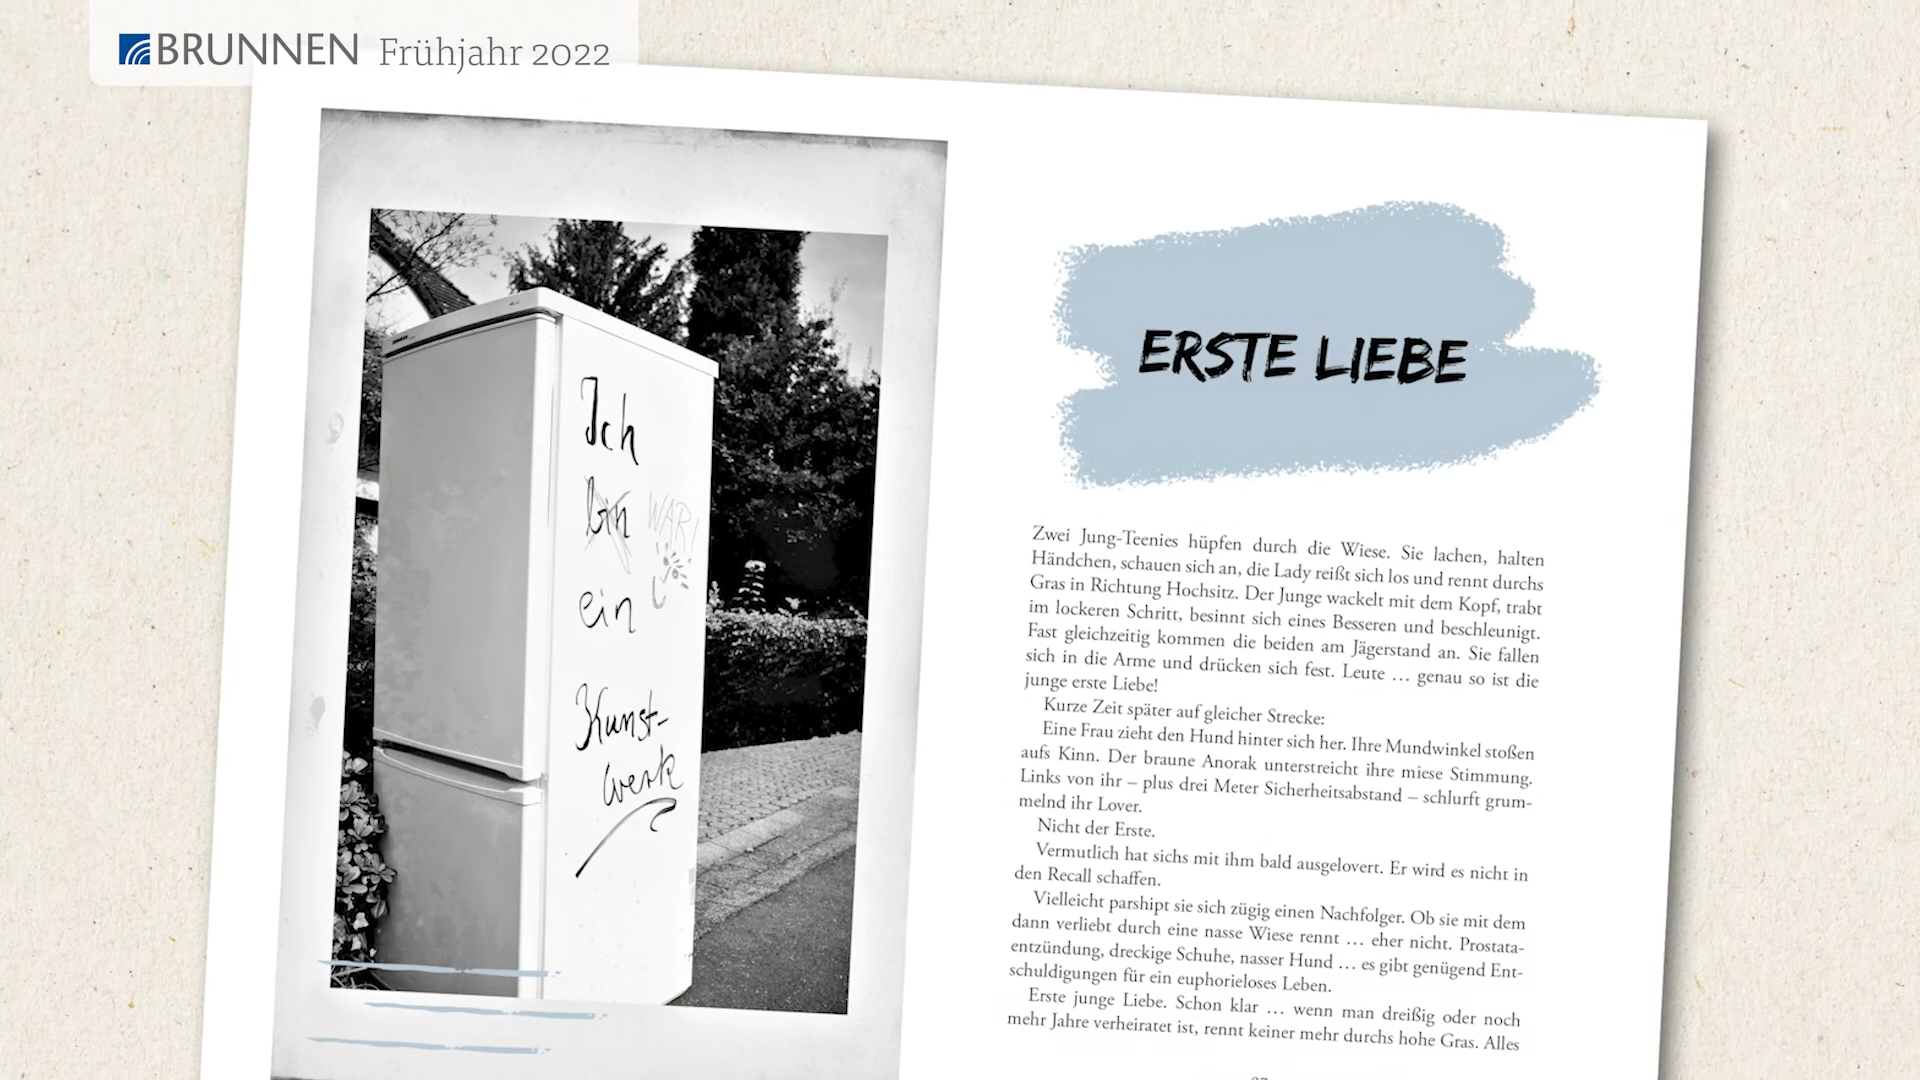 BRUNNEN Frühjahr 2022
Ich
bin WAR!
ein
Kunst-
werk
ERSTE LIEBE
Zwei Jung-Teenies hüpfen durch die Wiese. Sie lachen, halten
Händchen, schauen sich an, die Lady reißt sich los und rennt durchs
Gras in Richtung Hochsitz. Der Junge wackelt mit dem Kopf, trabt
im lockeren Schritt, besinnt sich eines Besseren und beschleunigt.
Fast gleichzeitig kommen die beiden am Jägerstand an. Sie fallen
sich in die Arme und drücken sich fest. Leute … genau so ist die
junge erste Liebe!
Kurze Zeit später auf gleicher Strecke:
Eine Frau zieht den Hund hinter sich her. Ihre Mundwinkel stoßen
aufs Kinn. Der braune Anorak unterstreicht ihre miese Stimmung.
Links von ihr – plus drei Meter Sicherheitsabstand – schlurft grum-
melnd ihr Lover.
Nicht der Erste.
Vermutlich hat sichs mit ihm bald ausgelovert. Er wird es nicht in
den Recall schaffen.
Vielleicht parshipt sie sich zügig einen Nachfolger. Ob sie mit dem
dann verliebt durch eine nasse Wiese rennt … eher nicht. Prostata-
entzündung, dreckige Schuhe, nasser Hund … es gibt genügend Ent-
schuldigungen für ein euphorieloses Leben.
Erste junge Liebe. Schon klar … wenn man dreißig oder noch
mehr Jahre verheiratet ist, rennt keiner mehr durchs hohe Gras. Alles